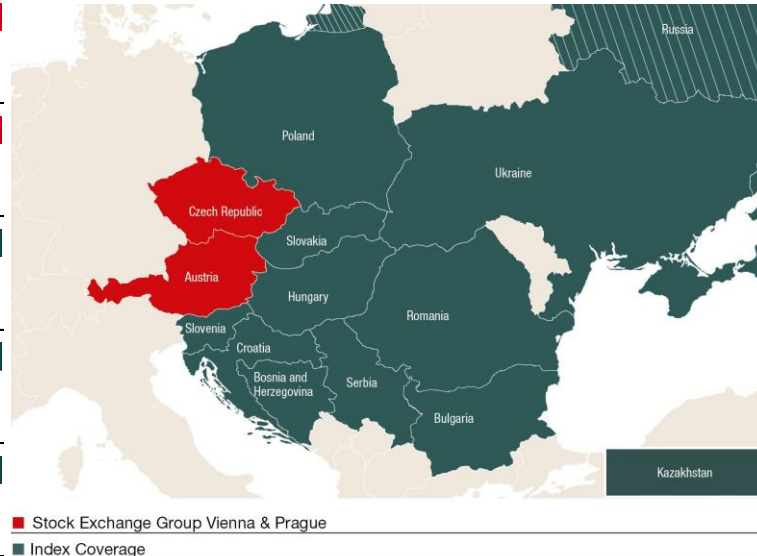 Russia
Poland
Ukraine
Czech Republic
Slovakia
Austria
Hungary
Romania
Slovenia
Croatia
Bosnia and
Herzegovina
Serbia
Bulgaria
Kazakhstan
Stock Exchange Group Vienna & Prague
Index Coverage